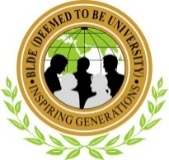 BLDE (DEEMED TO BE UNIVERSITY)
INSPIRING GENERATIONS